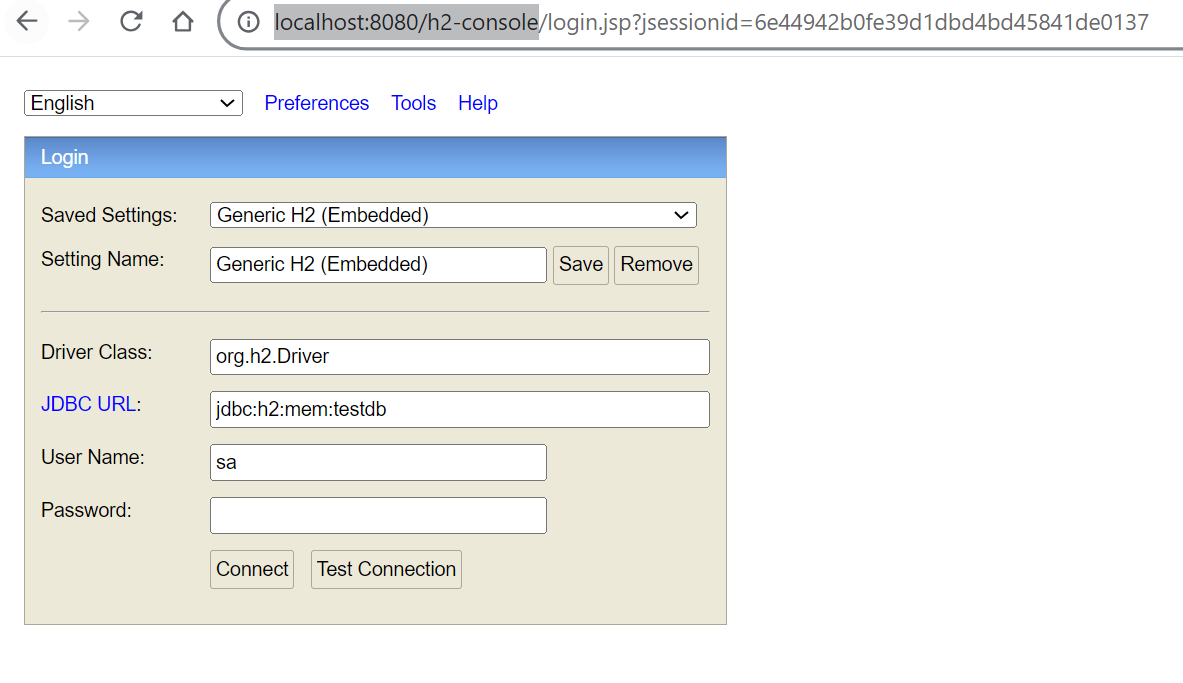 localhost:8080/h2-console/login.jsp?jsessionid=6e44942b0fe39d1dbd4bd45841de0137
English Preferences Tools Help
Login
Saved Settings: Generic H2 (Embedded)
Setting Name: Generic H2 (Embedded) Save Remove
Driver Class: org.h2.Driver
JDBC URL: jdbc:h2:mem:testdb
User Name: sa
Password:
Connect Test Connection